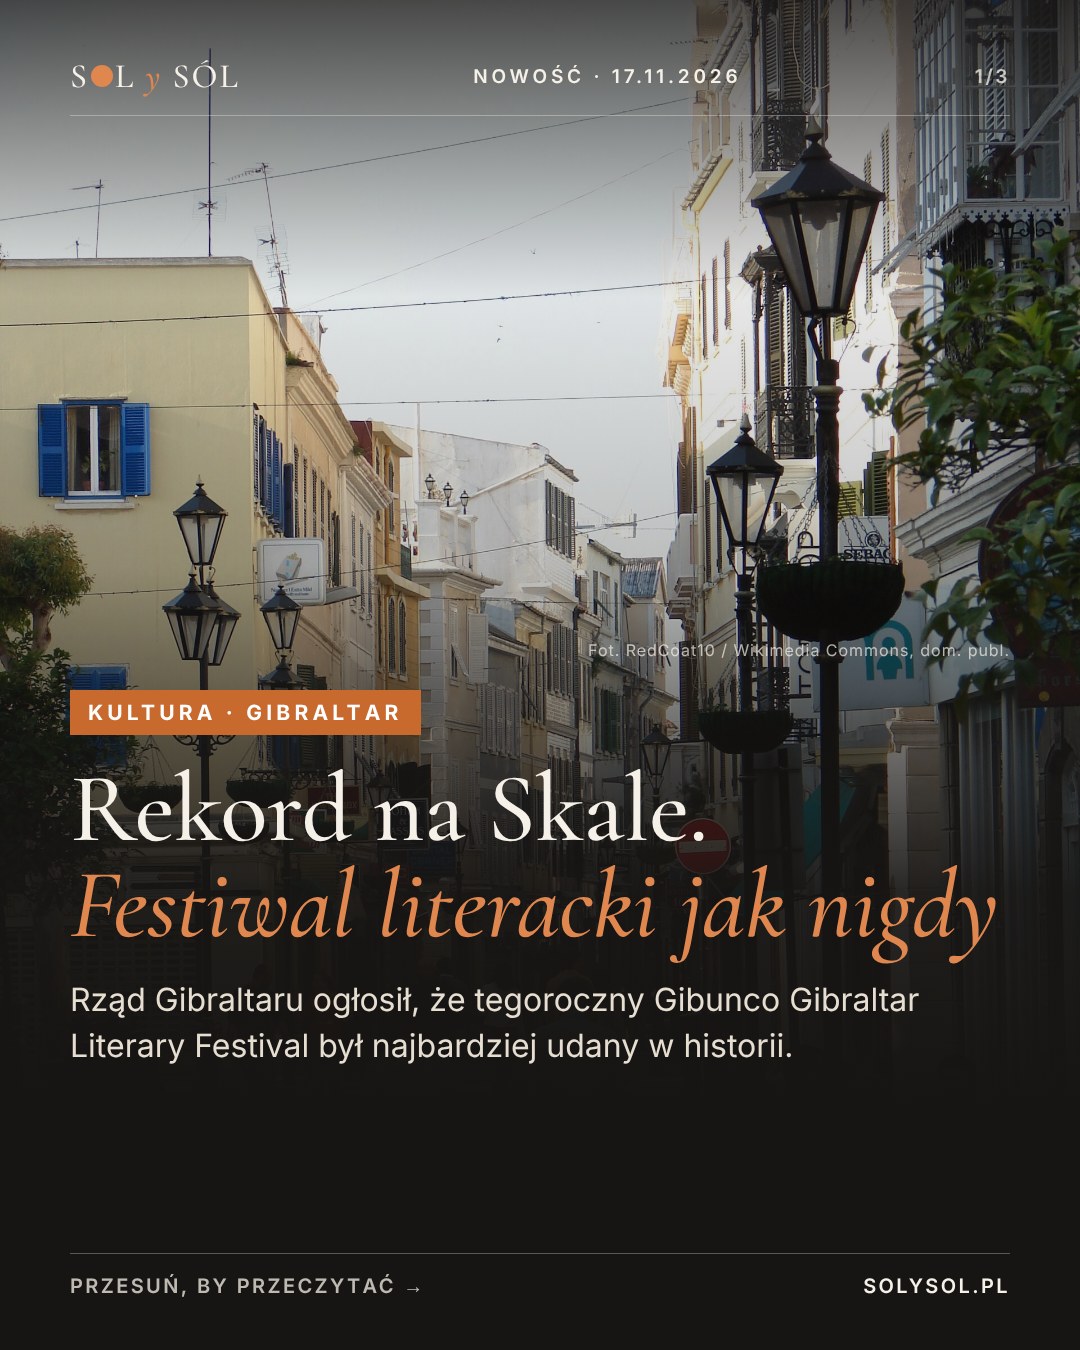 SOL y SÓL
NOWOŚĆ · 17.11.2026
1/3
SEBAC
Fot. RedCoat10 / Wikimedia Commons, dom. publ.
KULTURA · GIBRALTAR
Rekord na Skale.
Festiwal literacki jak nigdy
Rząd Gibraltaru ogłosił, że tegoroczny Gibunco Gibraltar
Literary Festival był najbardziej udany w historii.
PRZESUŃ, BY PRZECZYTAĆ →
SOLYSOL.PL